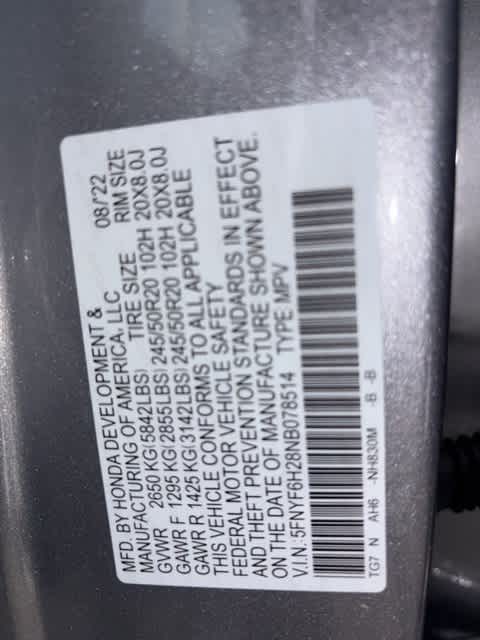 MFD. BY HONDA DEVELOPMENT & 08/'22
MANUFACTURING OF AMERICA, LLC
TIRE SIZE RIM SIZE
GVWR 2650 KG(5842LBS)
GAWR F 1295 KG(2855LBS) 245/50R20 102H 20X8.0J
GAWR R 1425 KG(3142LBS) 245/50R20 102H 20X8.0J
THIS VEHICLE CONFORMS TO ALL APPLICABLE
FEDERAL MOTOR VEHICLE SAFETY
AND THEFT PREVENTION STANDARDS IN EFFECT
ON THE DATE OF MANUFACTURE SHOWN ABOVE.
V.I.N.:5FNYF6H28NB078514 TYPE MPV
TG7 N AH6 -NH830M -B -B